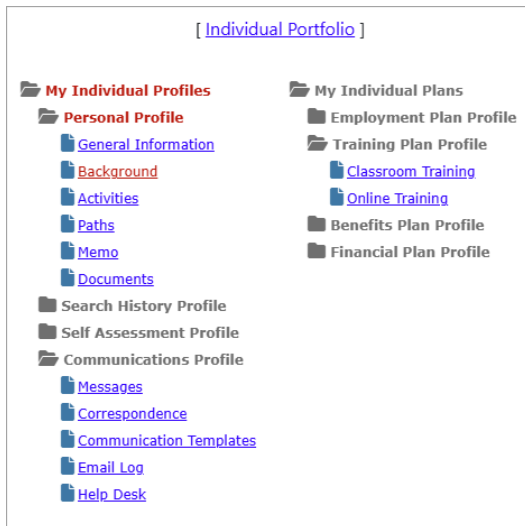 [ Individual Portfolio ]
My Individual Profiles
Personal Profile
General Information
Background
Activities
Paths
Memo
Documents
Search History Profile
Self Assessment Profile
Communications Profile
Messages
Correspondence
Communication Templates
Email Log
Help Desk
My Individual Plans
Employment Plan Profile
Training Plan Profile
Classroom Training
Online Training
Benefits Plan Profile
Financial Plan Profile